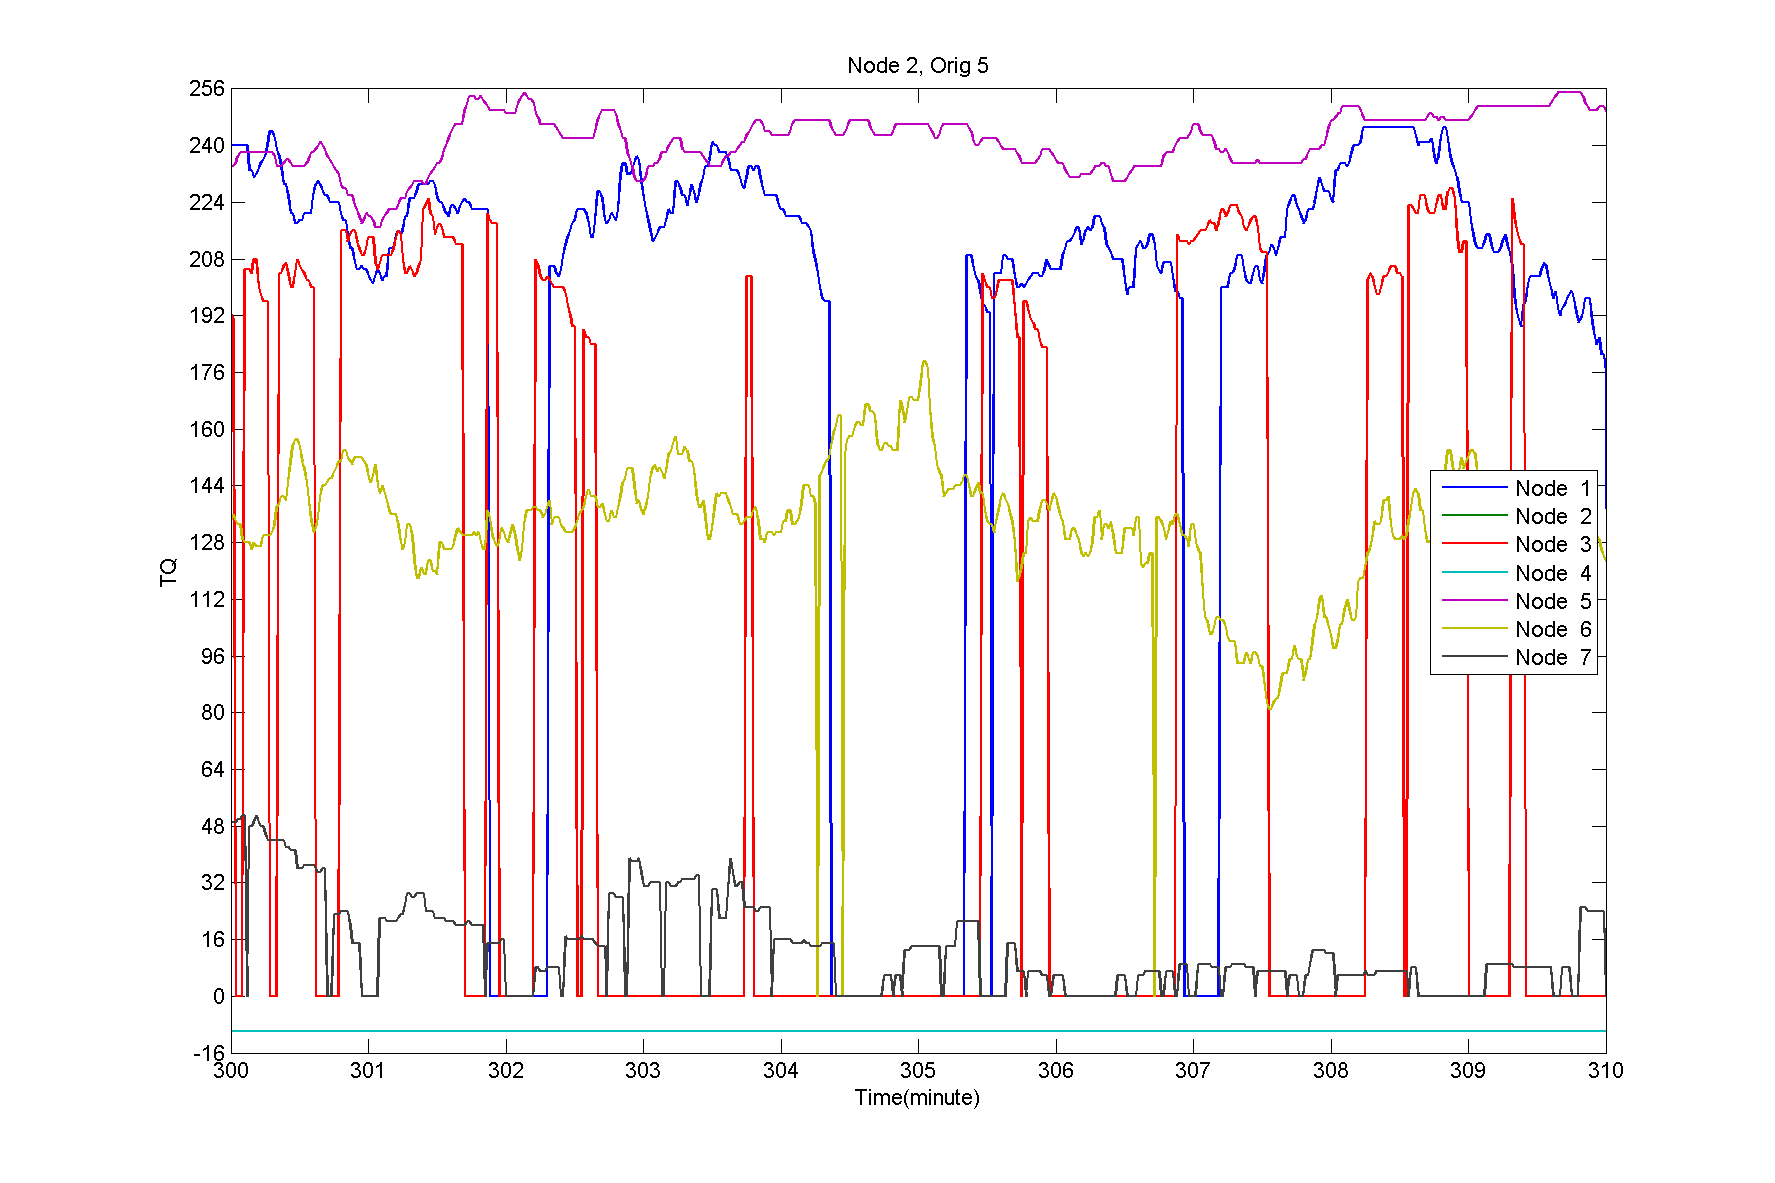 Node 2, Orig 5
256
240
224
208
192
176
160
144
128
112
96
80
64
48
32
16
0
-16
TQ
Node 1
Node 2
Node 3
Node 4
Node 5
Node 6
Node 7
300 301 302 303 304 305 306 307 308 309 310
Time(minute)